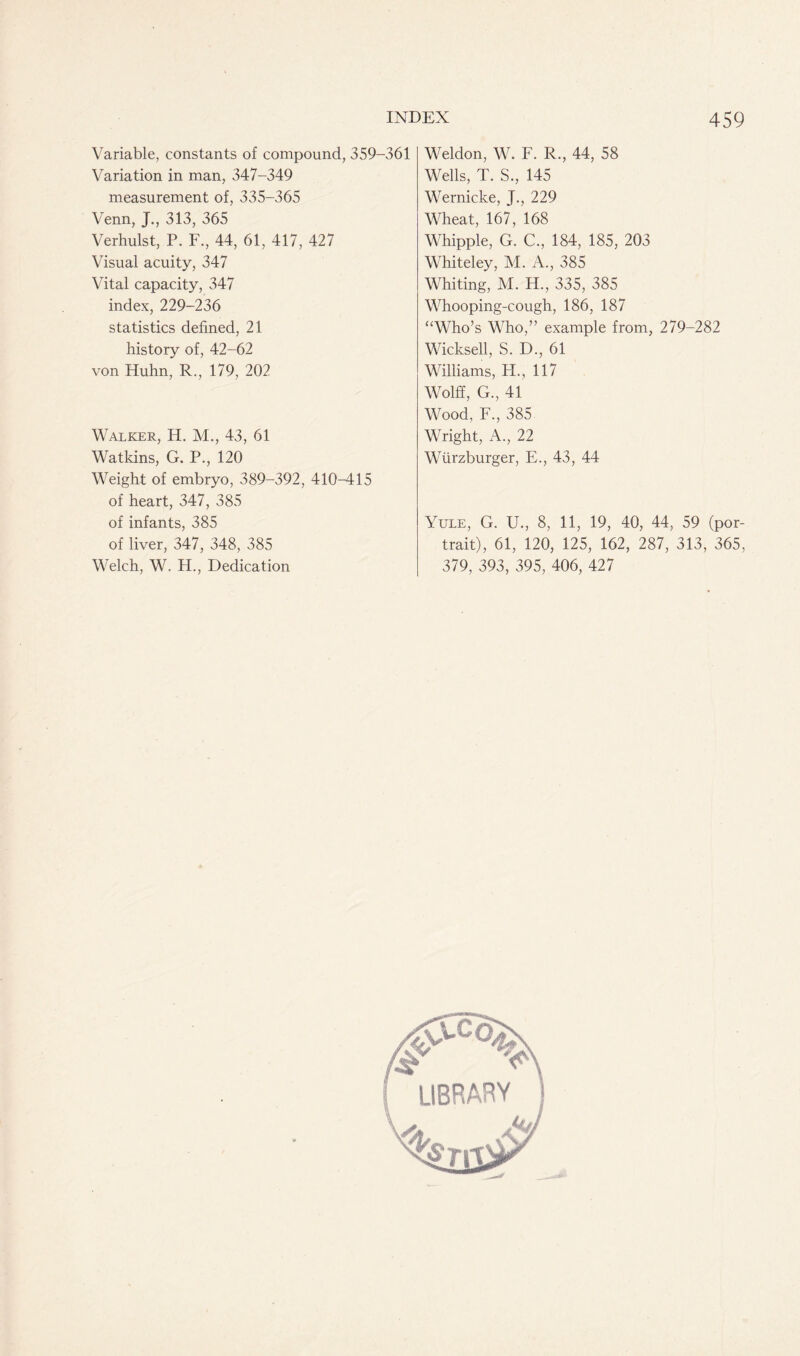 INDEX
459
Variable, constants of compound, 359–361
Variation in man, 347–349
measurement of, 335–365
Venn, J., 313, 365
Verhulst, P. F., 44, 61, 417, 427
Visual acuity, 347
Vital capacity, 347
index, 229–236
statistics defined, 21
history of, 42–62
von Huhn, R., 179, 202
WALKER, H. M., 43, 61
Watkins, G. P., 120
Weight of embryo, 389–392, 410–415
of heart, 347, 385
of infants, 385
of liver, 347, 348, 385
Welch, W. H., Dedication
Weldon, W. F. R., 44, 58
Wells, T. S., 145
Wernicke, J., 229
Wheat, 167, 168
Whipple, G. C., 184, 185, 203
Whiteley, M. A., 385
Whiting, M. H., 335, 385
Whooping-cough, 186, 187
“Who’s Who,” example from, 279–282
Wicksell, S. D., 61
Williams, H., 117
Wolff, G., 41
Wood, F., 385
Wright, A., 22
Würzburger, E., 43, 44
YULE, G. U., 8, 11, 19, 40, 44, 59 (por-
trait), 61, 120, 125, 162, 287, 313, 365,
379, 393, 395, 406, 427
WELLCOME
LIBRARY